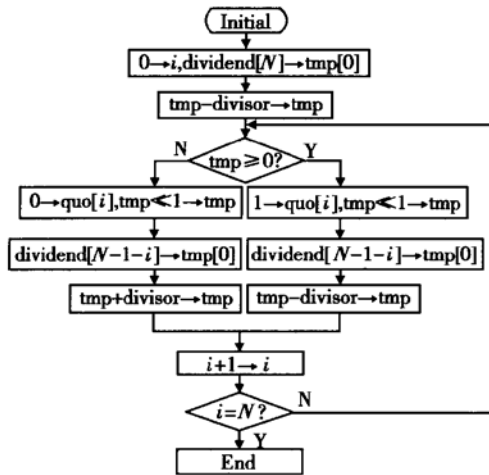 Initial
0→i,dividend[N]→tmp[0]
tmp−divisor→tmp
tmp≥0?
N
Y
0→quo[i],tmp≪1→tmp
1→quo[i],tmp≪1→tmp
dividend[N−1−i]→tmp[0]
dividend[N−1−i]→tmp[0]
tmp+divisor→tmp
tmp−divisor→tmp
i+1→i
i=N?
N
Y
End